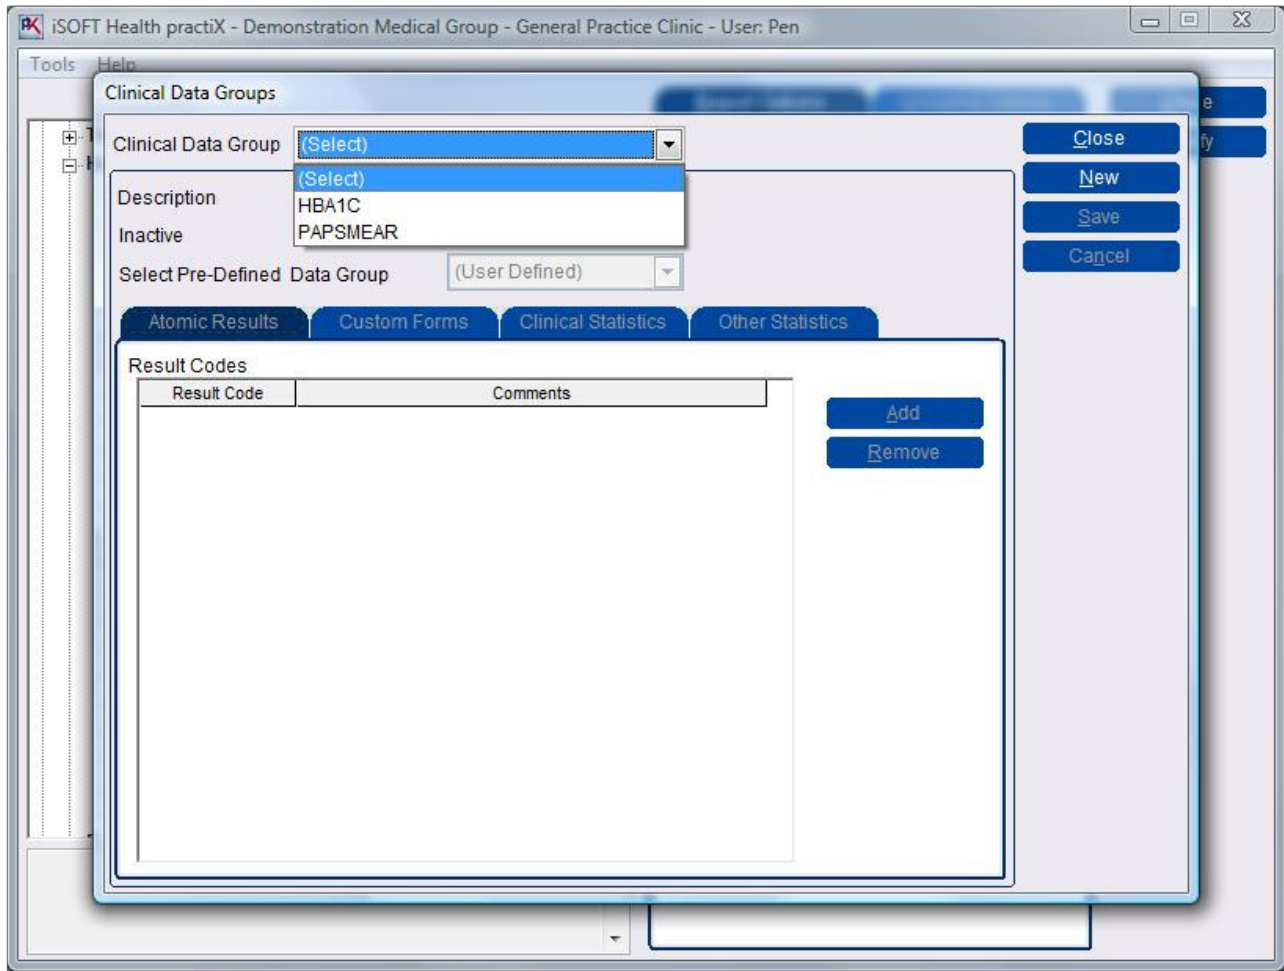 iSOFT Health practiX - Demonstration Medical Group - General Practice Clinic - User: Pen
Tools Help
Clinical Data Groups
Clinical Data Group (Select)
Close
(Select)
New
Description
HBA1C
Save
Inactive
PAPSMEAR
Cancel
Select Pre-Defined Data Group (User Defined)
Atomic Results Custom Forms Clinical Statistics Other Statistics
Result Codes
Result Code Comments
Add
Remove